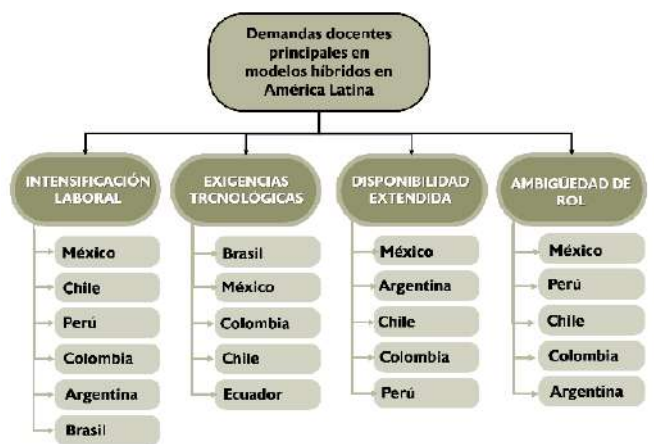 Demandas docentes
principales en
modelos híbridos en
América Latina
INTENSIFICACIÓN
LABORAL
México
Chile
Perú
Colombia
Argentina
Brasil
EXIGENCIAS
TRCNOLÓGICAS
Brasil
México
Colombia
Chile
Ecuador
DISPONIBILIDAD
EXTENDIDA
México
Argentina
Chile
Colombia
Perú
AMBIGÜEDAD DE
ROL
México
Perú
Chile
Colombia
Argentina